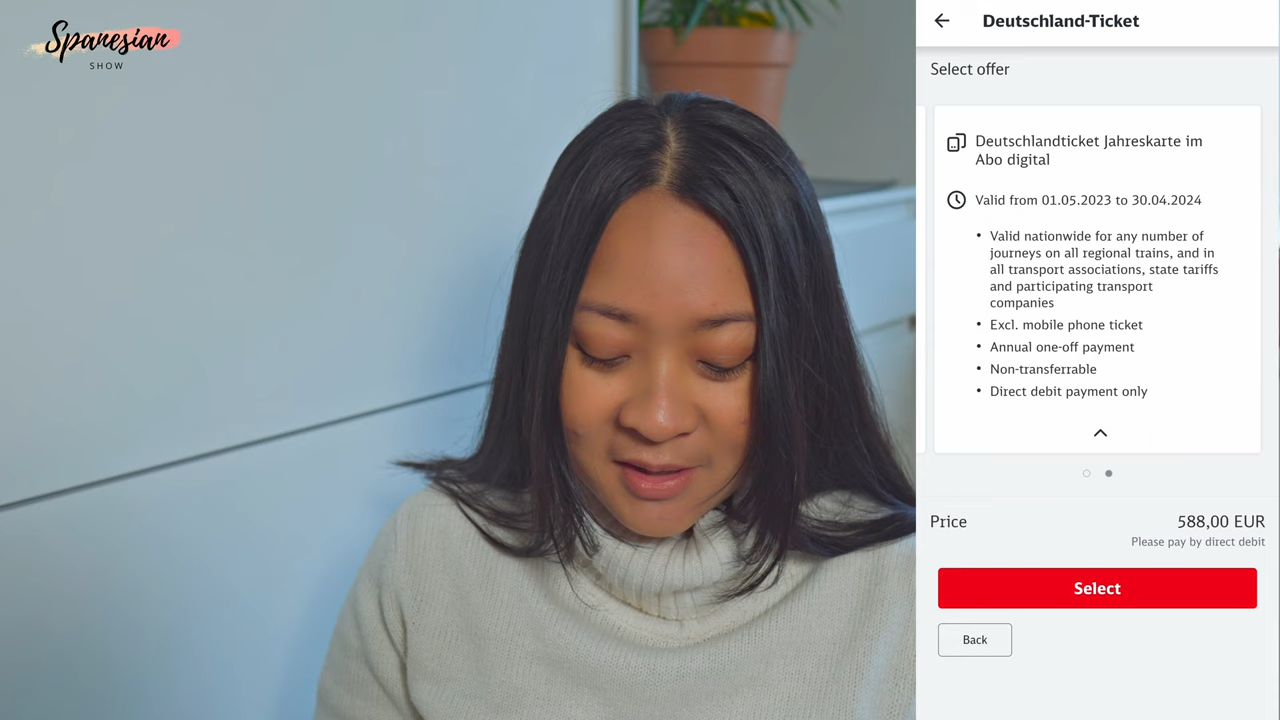 Spanesian
SHOW
Deutschland-Ticket
Select offer
Deutschlandticket Jahreskarte im
Abo digital
Valid from 01.05.2023 to 30.04.2024
• Valid nationwide for any number of
journeys on all regional trains, and in
all transport associations, state tariffs
and participating transport
companies
• Excl. mobile phone ticket
• Annual one-off payment
• Non-transferrable
• Direct debit payment only
Price
588,00 EUR
Please pay by direct debit
Select
Back